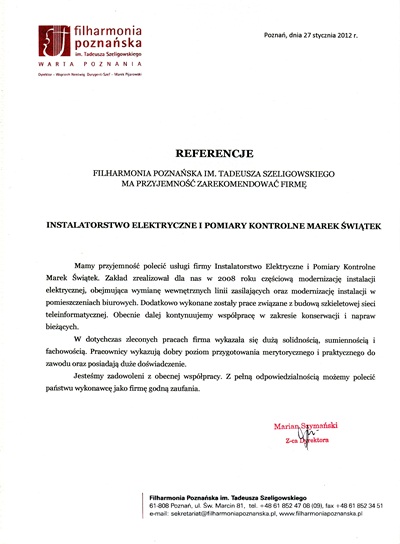 filharmonia
poznańska
im. Tadeusza Szeligowskiego
WARTA POZNANIA
Poznań, dnia 27 stycznia 2012 r.
REFERENCJE
FILHARMONIA POZNAŃSKA IM. TADEUSZA SZELIGOWSKIEGO
MA PRZYJEMNOŚĆ ZAREKOMENDOWAĆ FIRMĘ
INSTALATORSTWO ELEKTRYCZNE I POMIARY KONTROLNE MAREK ŚWIĄTEK
Mamy przyjemność polecić usługi firmy Instalatorstwo Elektryczne i Pomiary Kontrolne
Marek Świątek. Zakład zrealizował dla nas w 2008 roku częściową modernizację instalacji
elektrycznej, obejmująca wymianę wewnętrznych linii zasilających oraz modernizację instalacji w
pomieszczeniach biurowych. Dodatkowo wykonane zostały prace związane z budową szkieletowej sieci
teleinformatycznej. Obecnie dalej kontynuujemy współpracę w zakresie konserwacji i napraw
bieżących.
W dotychczas zleconych pracach firma wykazała się dużą solidnością, sumiennością i
fachowością. Pracownicy wykazują dobry poziom przygotowania merytorycznego i praktycznego do
zawodu oraz posiadają duże doświadczenie.
Jesteśmy zadowoleni z obecnej współpracy. Z pełną odpowiedzialnością możemy polecić
państwu wykonawcę jako firmę godną zaufania.
Marian Szymański
Z-ca Dyrektora
Filharmonia Poznańska im. Tadeusza Szeligowskiego
61-808 Poznań, ul. Św. Marcin 81, tel. +48 61 852 47 08 (09), fax +48 61 852 34 51
e-mail: sekretariat@filharmoniapoznanska.pl, www.filharmoniapoznanska.pl